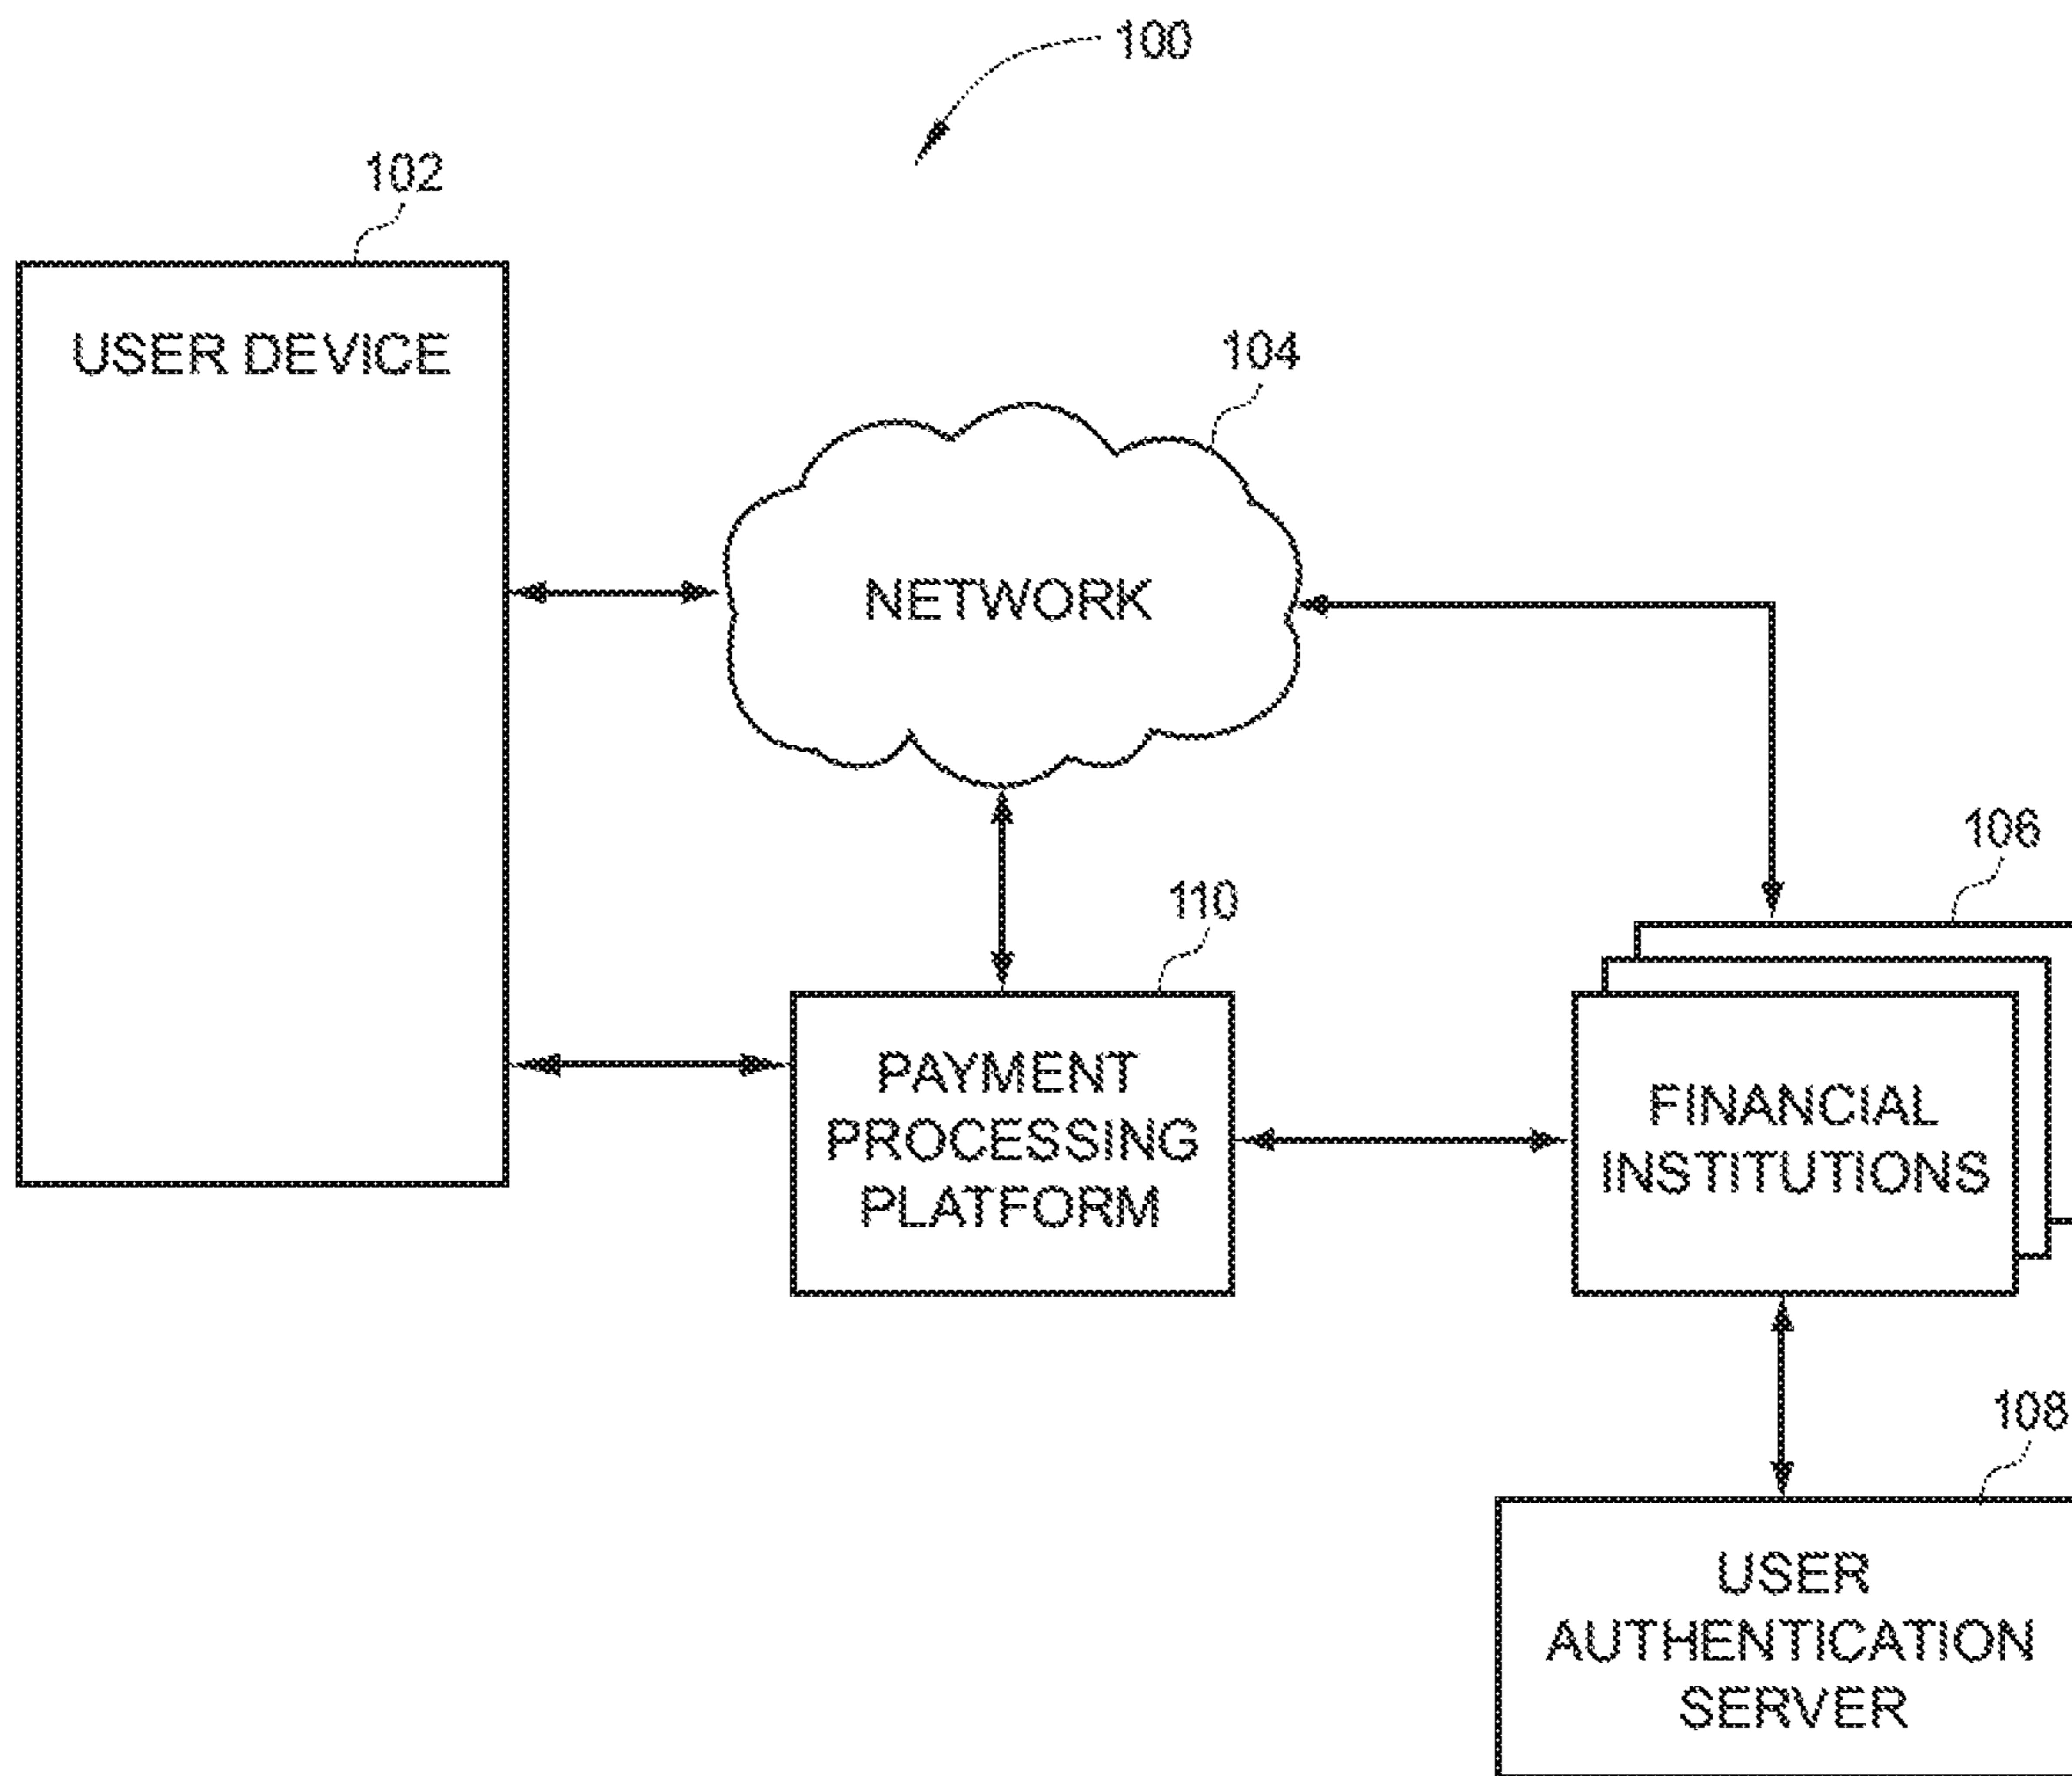 100
102
USER DEVICE
104
NETWORK
106
110
PAYMENT
PROCESSING
PLATFORM
FINANCIAL
INSTITUTIONS
108
USER
AUTHENTICATION
SERVER